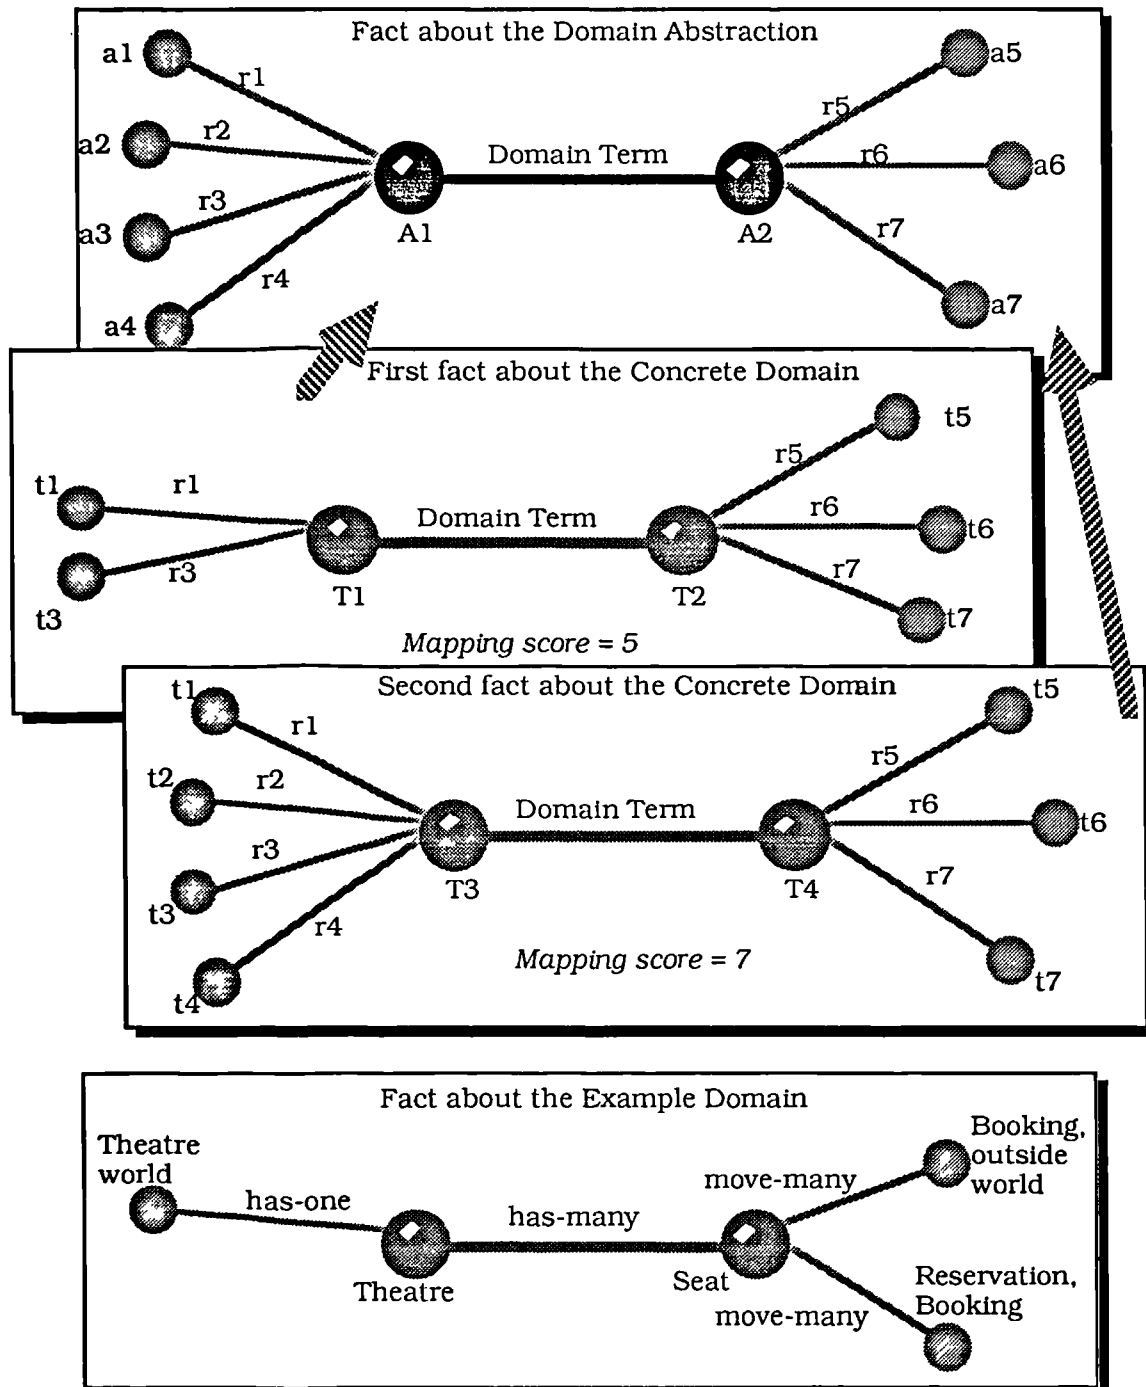 Fact about the Domain Abstraction
a1
r1
a2
r2
a3
r3
a4
r4
A1
Domain Term
A2
r5
a5
r6
a6
r7
a7
First fact about the Concrete Domain
t1
r1
t3
r3
T1
Domain Term
T2
r5
t5
r6
t6
r7
t7
Mapping score = 5
Second fact about the Concrete Domain
t1
r1
t2
r2
t3
r3
t4
r4
T3
Domain Term
T4
r5
t5
r6
t6
r7
t7
Mapping score = 7
Fact about the Example Domain
Theatre
world
has-one
Theatre
has-many
Seat
move-many
Booking,
outside
world
move-many
Reservation,
Booking